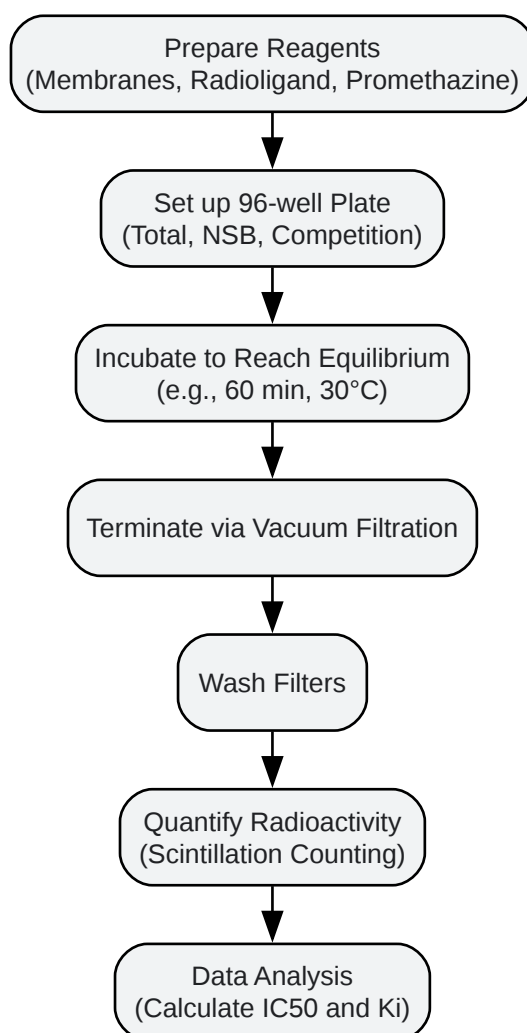 Prepare Reagents
(Membranes, Radioligand, Promethazine)
Set up 96-well Plate
(Total, NSB, Competition)
Incubate to Reach Equilibrium
(e.g., 60 min, 30°C)
Terminate via Vacuum Filtration
Wash Filters
Quantify Radioactivity
(Scintillation Counting)
Data Analysis
(Calculate IC50 and Ki)